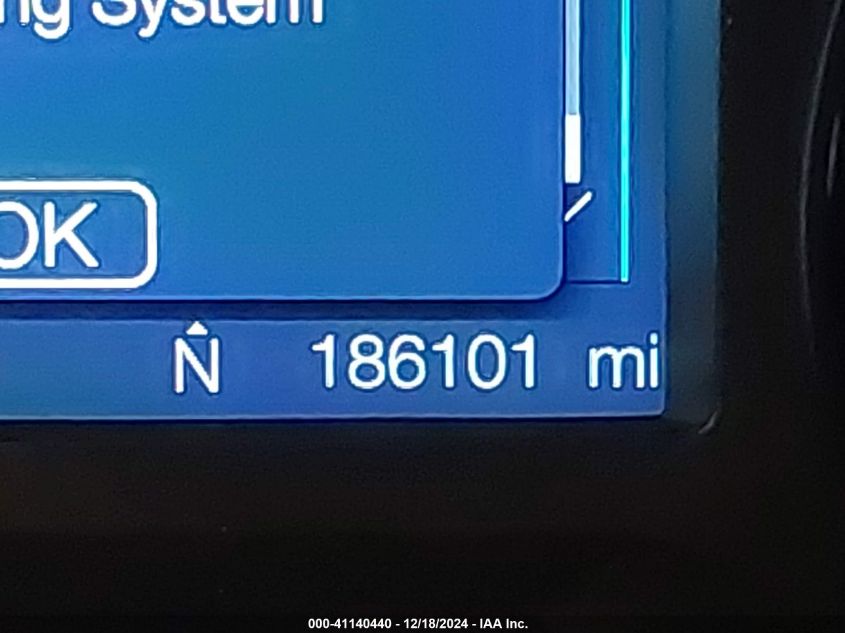 ng System
OK
N 186101 mi
000-41140440 - 12/18/2024 - IAA Inc.